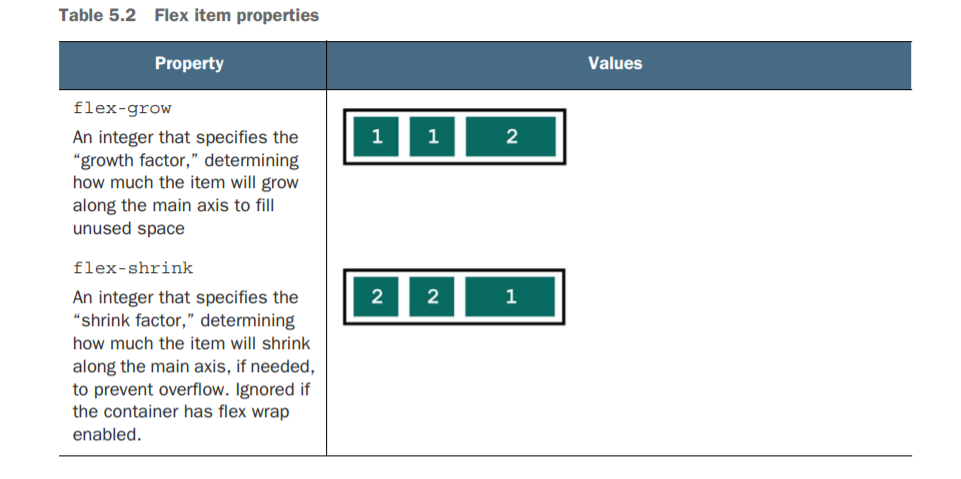 Table 5.2 Flex item properties
Property Values
flex-grow
An integer that specifies the
“growth factor,” determining
how much the item will grow
along the main axis to fill
unused space
1 1 2
flex-shrink
An integer that specifies the
“shrink factor,” determining
how much the item will shrink
along the main axis, if needed,
to prevent overflow. Ignored if
the container has flex wrap
enabled.
2 2 1